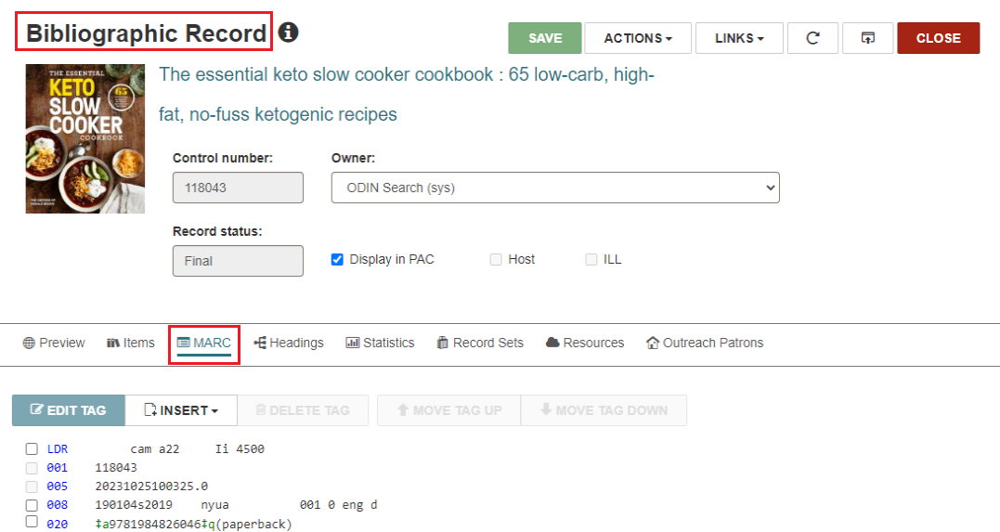 Bibliographic Record
SAVE
ACTIONS
LINKS
CLOSE
THE ESSENTIAL
KETO
65
SLOW
COOKER
COOKBOOK
The essential keto slow cooker cookbook : 65 low-carb, high-
fat, no-fuss ketogenic recipes
Control number:
Owner:
118043
ODIN Search (sys)
Record status:
Final
Display in PAC
Host
ILL
Preview
Items
MARC
Headings
Statistics
Record Sets
Resources
Outreach Patrons
EDIT TAG
INSERT
DELETE TAG
MOVE TAG UP
MOVE TAG DOWN
LDR cam a22 Ii 4500
001 118043
005 20231025100325.0
008 190104s2019 nyua 001 0 eng d
020 ‡a9781984826046‡q(paperback)